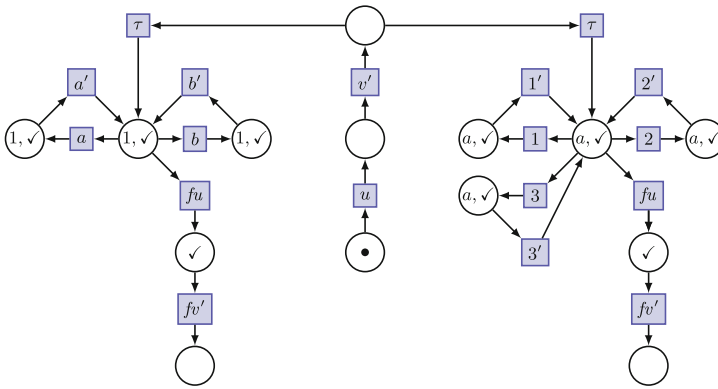 τ τ
a′ b′ v′ 1′ 2′
1, ✓ a 1, ✓ b 1, ✓ a, ✓ 1 a, ✓ 2 a, ✓
fu u a, ✓ 3 fu
✓ 3′ ✓
fv′ fv′